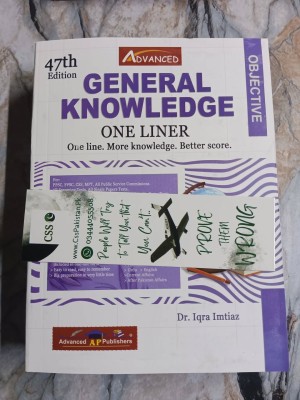 ADVANCED
47th
Edition
OBJECTIVE
GENERAL
KNOWLEDGE
ONE LINER
One line. More knowledge. Better score.
For:
CSS
www.CssPakistan.Pk
People Will Try
to Tell You That
You Can't
PROVE
THEM
WRONG
Dr. Iqra Imtiaz
Advanced AP Publishers